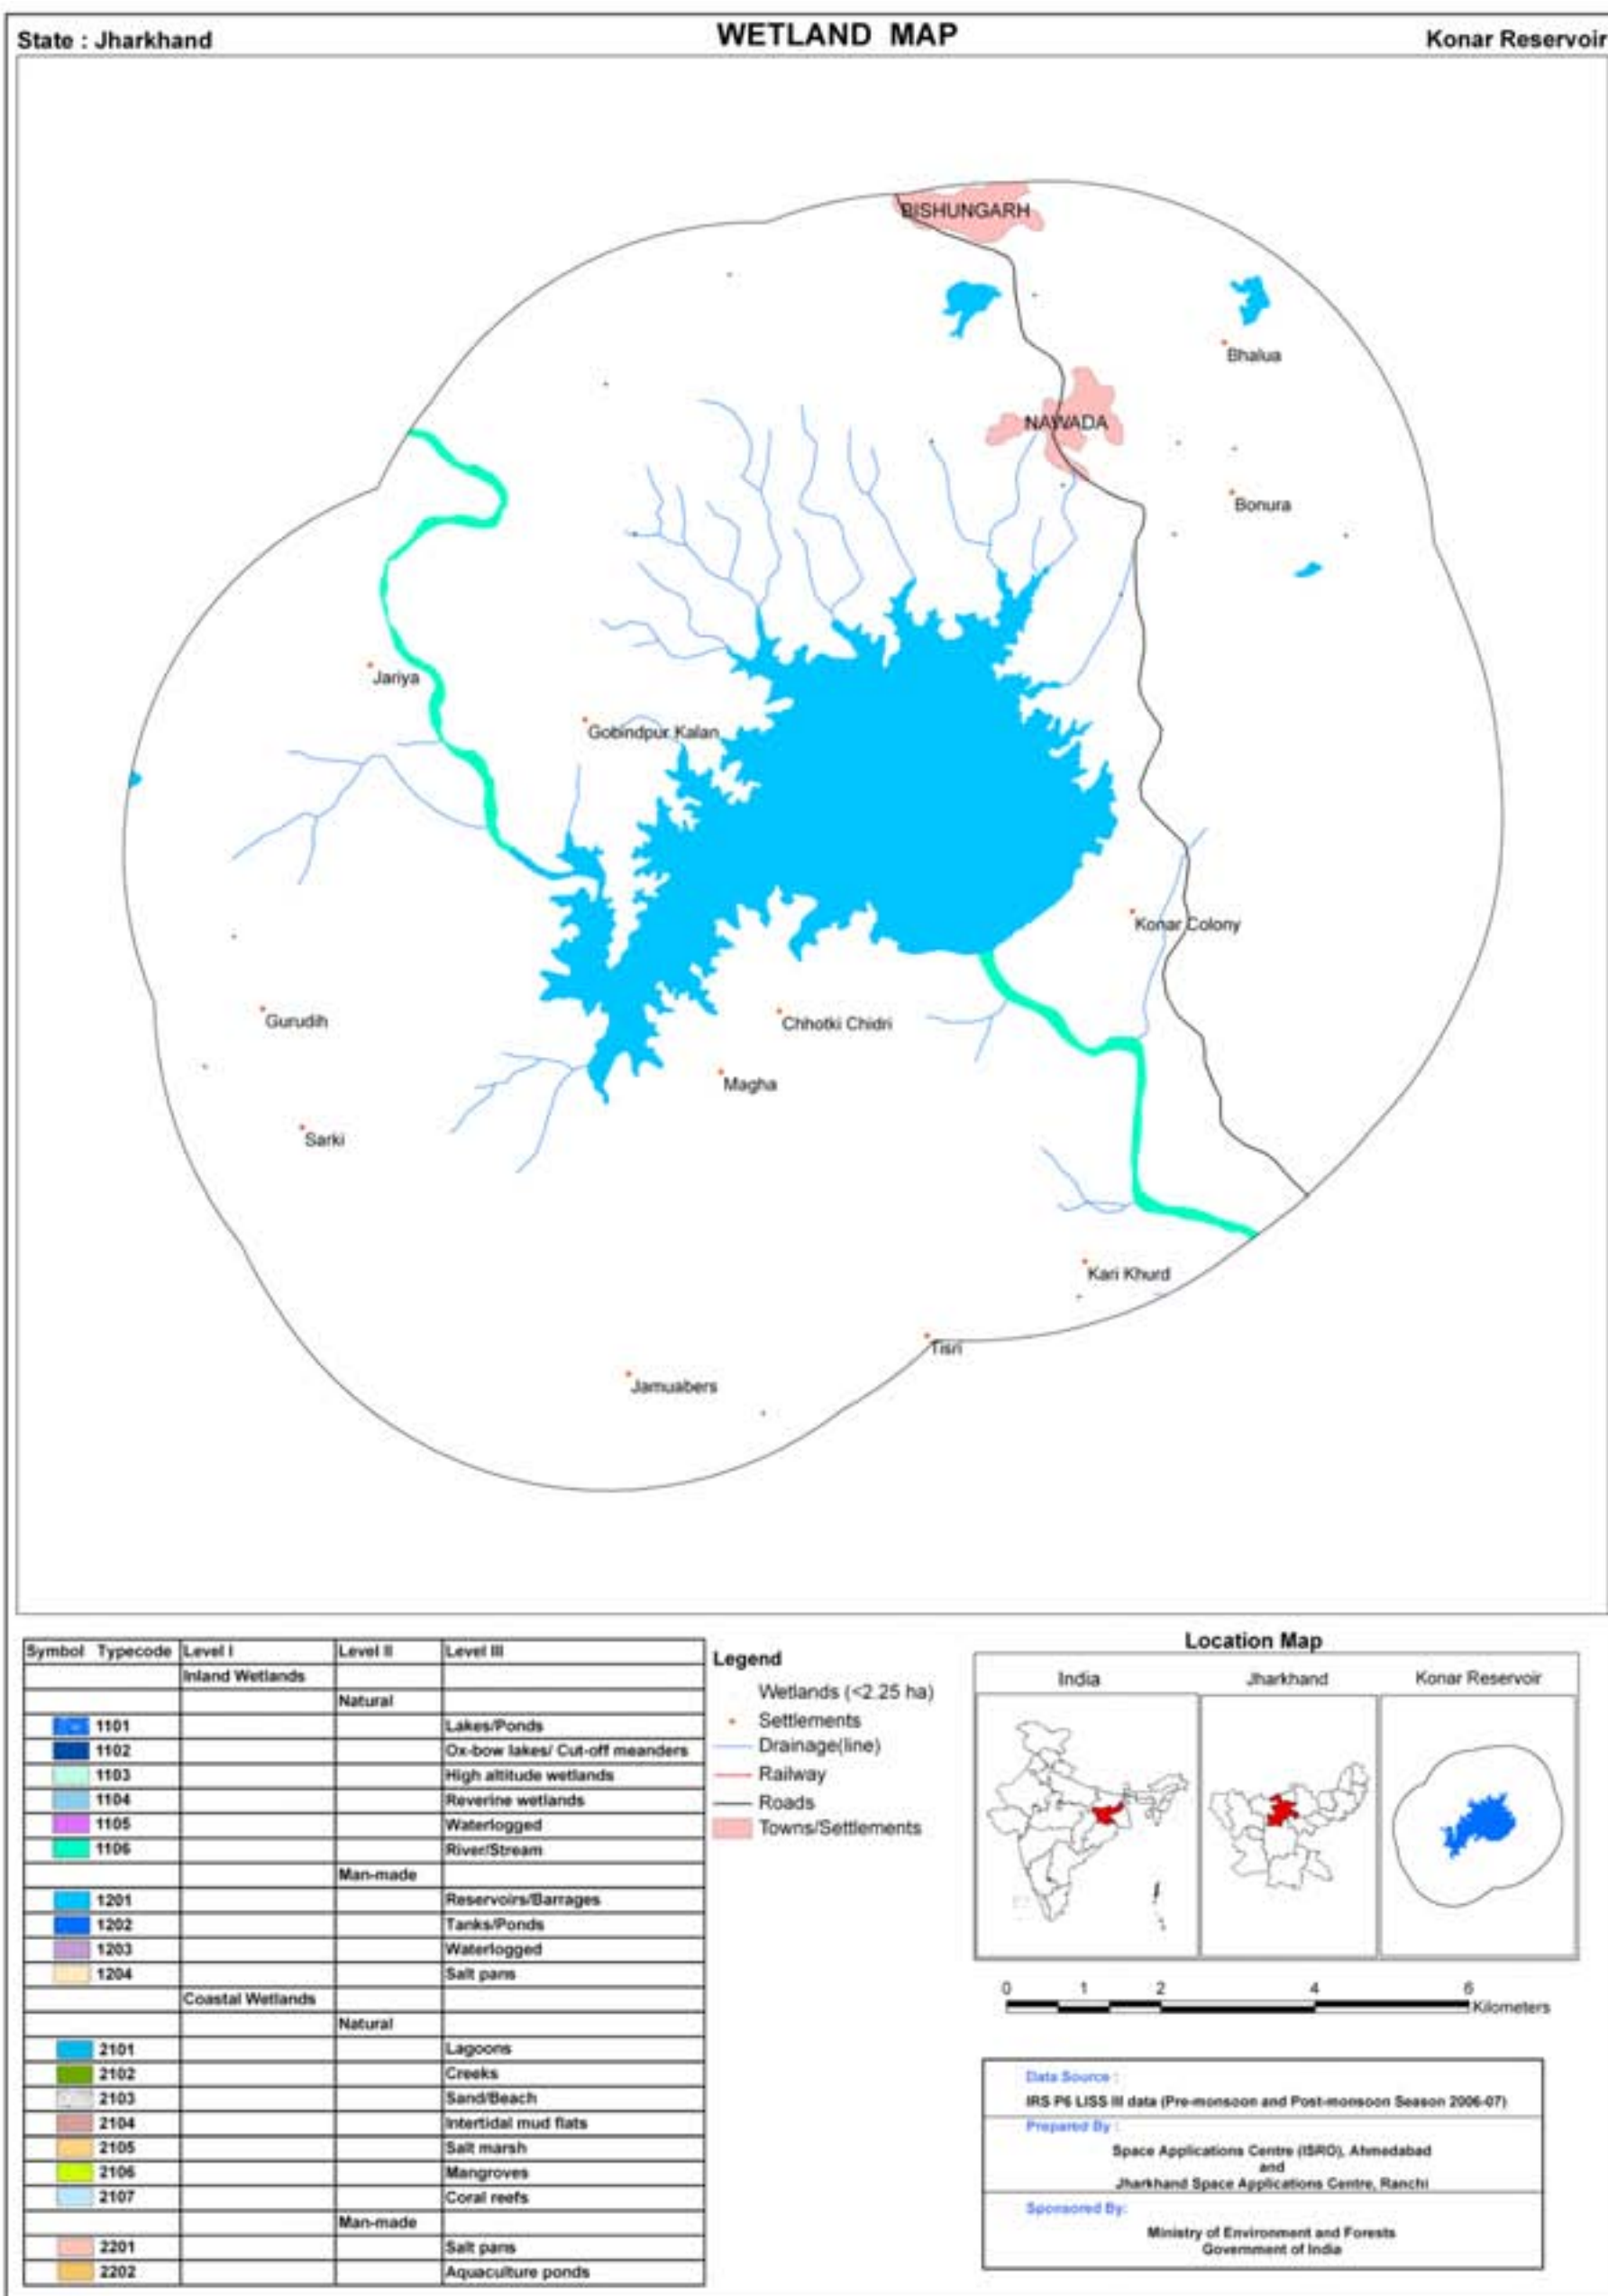 State : Jharkhand
WETLAND MAP
Konar Reservoir
BISHUNGARH
Bhalua
NAWADA
Bonura
Jariya
Gobindpur Kalan
Konar Colony
Gurudih
Chhotki Chidri
Magha
Sarki
Kari Khurd
Tisri
Jamuabers
Symbol Typecode Level I Level II Level III
Inland Wetlands
Natural
1101 Lakes/Ponds
1102 Ox-bow lakes/ Cut-off meanders
1103 High altitude wetlands
1104 Reverine wetlands
1105 Waterlogged
1106 River/Stream
Man-made
1201 Reservoirs/Barrages
1202 Tanks/Ponds
1203 Waterlogged
1204 Salt pans
Coastal Wetlands
Natural
2101 Lagoons
2102 Creeks
2103 Sand/Beach
2104 Intertidal mud flats
2105 Salt marsh
2106 Mangroves
2107 Coral reefs
Man-made
2201 Salt pans
2202 Aquaculture ponds
Legend
Wetlands (<2.25 ha)
Settlements
Drainage(line)
Railway
Roads
Towns/Settlements
Location Map
India Jharkhand Konar Reservoir
0 1 2 4 6
Kilometers
Data Source :
IRS P6 LISS III data (Pre-monsoon and Post-monsoon Season 2006-07)
Prepared By :
Space Applications Centre (ISRO), Ahmedabad
and
Jharkhand Space Applications Centre, Ranchi
Sponsored By:
Ministry of Environment and Forests
Government of India